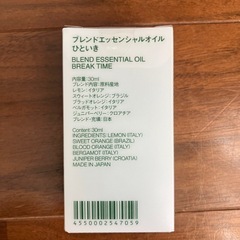 ブレンドエッセンシャルオイル
ひといき
BLEND ESSENTIAL OIL
BREAK TIME
内容量:30ml
ブレンド内容:原料産地
レモン:イタリア
スウィートオレンジ:ブラジル
ブラッドオレンジ:イタリア
ベルガモット:イタリア
ジュニパーベリー:クロアチア
ブレンド・充填:日本
Content: 30ml
INGREDIENTS: LEMON (ITALY)
SWEET ORANGE (BRAZIL)
BLOOD ORANGE (ITALY)
BERGAMOT (ITALY)
JUNIPER BERRY (CROATIA)
MADE IN JAPAN
4550002547059